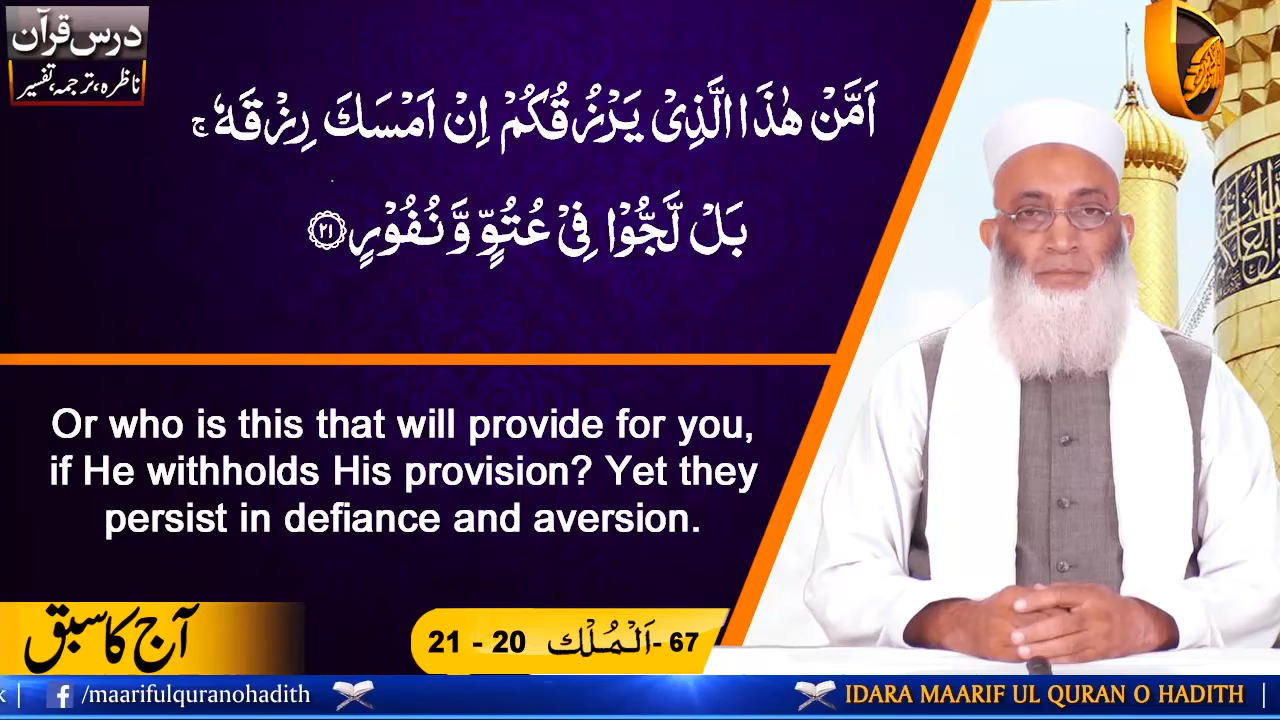 درس قرآن
ناظرہ، ترجمہ، تفسیر
اَمَّنْ هٰذَا الَّذِیْ یَرْزُقُكُمْ اِنْ اَمْسَكَ رِزْقَهٗ ۚ
بَلْ لَّجُّوْا فِیْ عُتُوٍّ وَّ نُفُوْرٍ ۝۲۱
Or who is this that will provide for you,
if He withholds His provision? Yet they
persist in defiance and aversion.
آج کا سبق
67 - اَلْمُلْك 20 - 21
k | /maarifulquranohadith
IDARA MAARIF UL QURAN O HADITH |